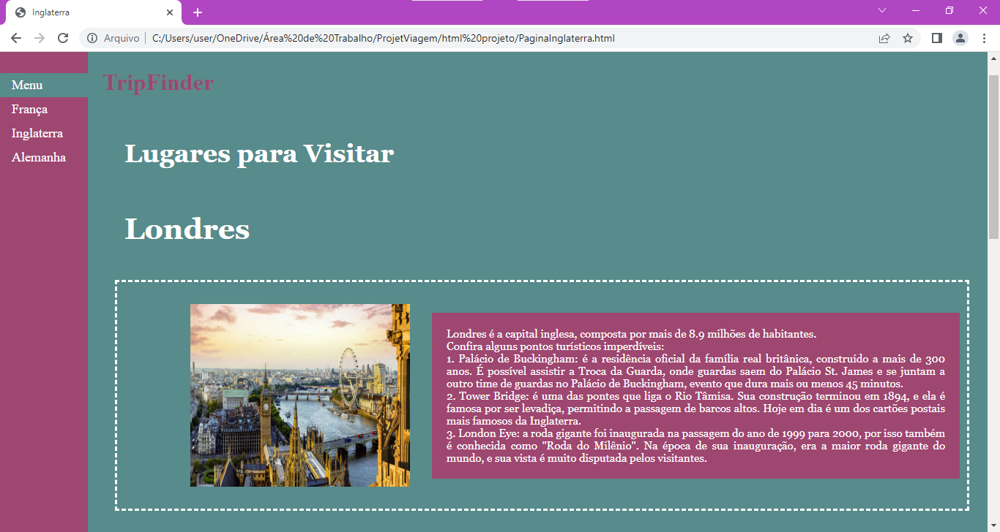 Inglaterra
Arquivo
C:/Users/user/OneDrive/Área%20de%20Trabalho/ProjetViagem/html%20projeto/PaginaInglaterra.html
Menu
França
Inglaterra
Alemanha
TripFinder
Lugares para Visitar
Londres
Londres é a capital inglesa, composta por mais de 8.9 milhões de habitantes.
Confira alguns pontos turísticos imperdíveis:
1. Palácio de Buckingham: é a residência oficial da família real britânica, construído a mais de 300
anos. É possível assistir a Troca da Guarda, onde guardas saem do Palácio St. James e se juntam a
outro time de guardas no Palácio de Buckingham, evento que dura mais ou menos 45 minutos.
2. Tower Bridge: é uma das pontes que liga o Rio Tâmisa. Sua construção terminou em 1894, e ela é
famosa por ser levadiça, permitindo a passagem de barcos altos. Hoje em dia é um dos cartões postais
mais famosos da Inglaterra.
3. London Eye: a roda gigante foi inaugurada na passagem do ano de 1999 para 2000, por isso também
é conhecida como "Roda do Milênio". Na época de sua inauguração, era a maior roda gigante do
mundo, e sua vista é muito disputada pelos visitantes.